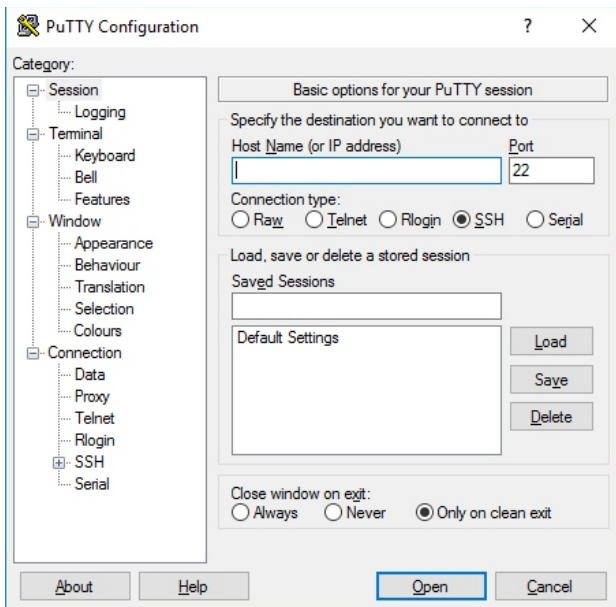 PuTTY Configuration
?
Category:
Session
Logging
Terminal
Keyboard
Bell
Features
Window
Appearance
Behaviour
Translation
Selection
Colours
Connection
Data
Proxy
Telnet
Rlogin
SSH
Serial
Basic options for your PuTTY session
Specify the destination you want to connect to
Host Name (or IP address) Port
22
Connection type:
Raw Telnet Rlogin SSH Serial
Load, save or delete a stored session
Saved Sessions
Default Settings
Load
Save
Delete
Close window on exit:
Always Never Only on clean exit
About Help Open Cancel